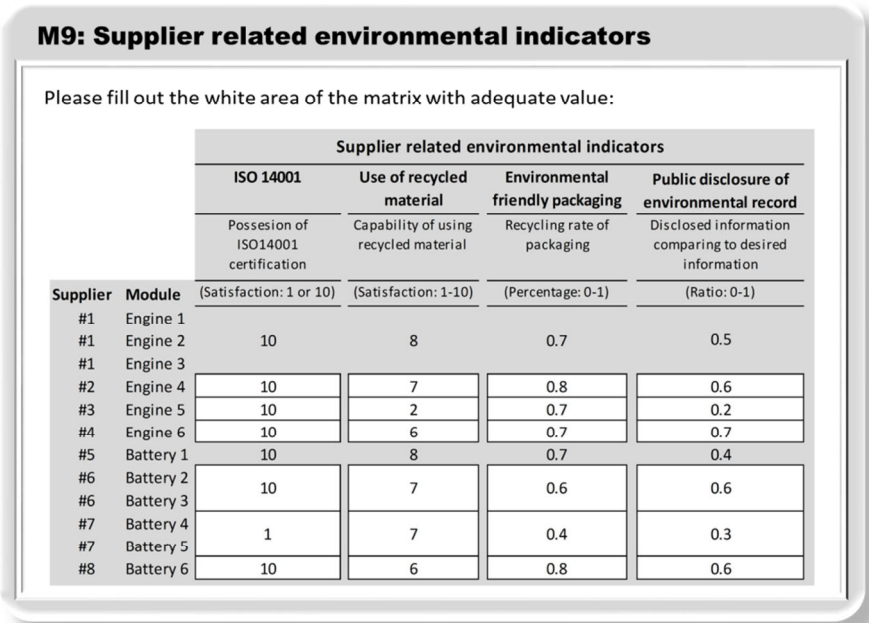 M9: Supplier related environmental indicators
Please fill out the white area of the matrix with adequate value:
Supplier related environmental indicators
ISO 14001 Use of recycled Environmental Public disclosure of
material friendly packaging environmental record
Possesion of Capability of using Recycling rate of Disclosed information
ISO14001 recycled material packaging comparing to desired
certification information
Supplier Module (Satisfaction: 1 or 10) (Satisfaction: 1-10) (Percentage: 0-1) (Ratio: 0-1)
#1 Engine 1
#1 Engine 2 10 8 0.7 0.5
#1 Engine 3
#2 Engine 4 10 7 0.8 0.6
#3 Engine 5 10 2 0.7 0.2
#4 Engine 6 10 6 0.7 0.7
#5 Battery 1 10 8 0.7 0.4
#6 Battery 2
10 7 0.6 0.6
#6 Battery 3
#7 Battery 4
1 7 0.4 0.3
#7 Battery 5
#8 Battery 6 10 6 0.8 0.6